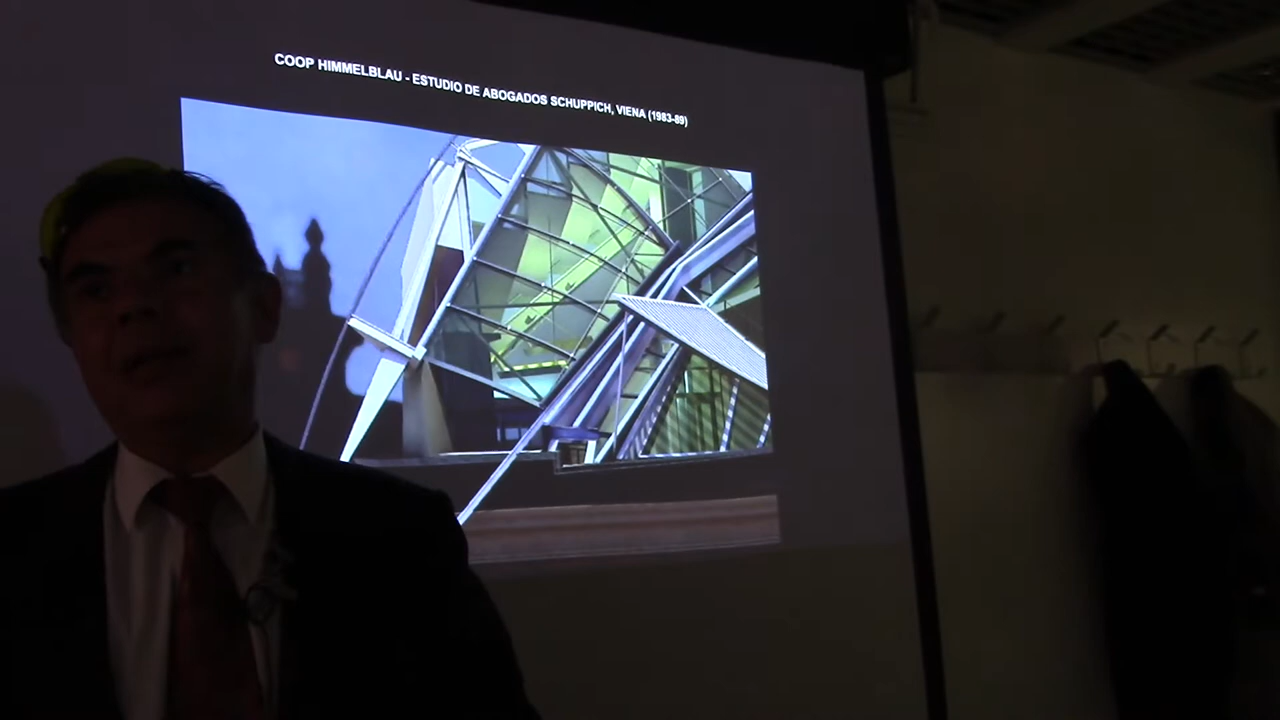 COOP HIMMELBLAU - ESTUDIO DE ABOGADOS SCHUPPICH, VIENA (1983-89)